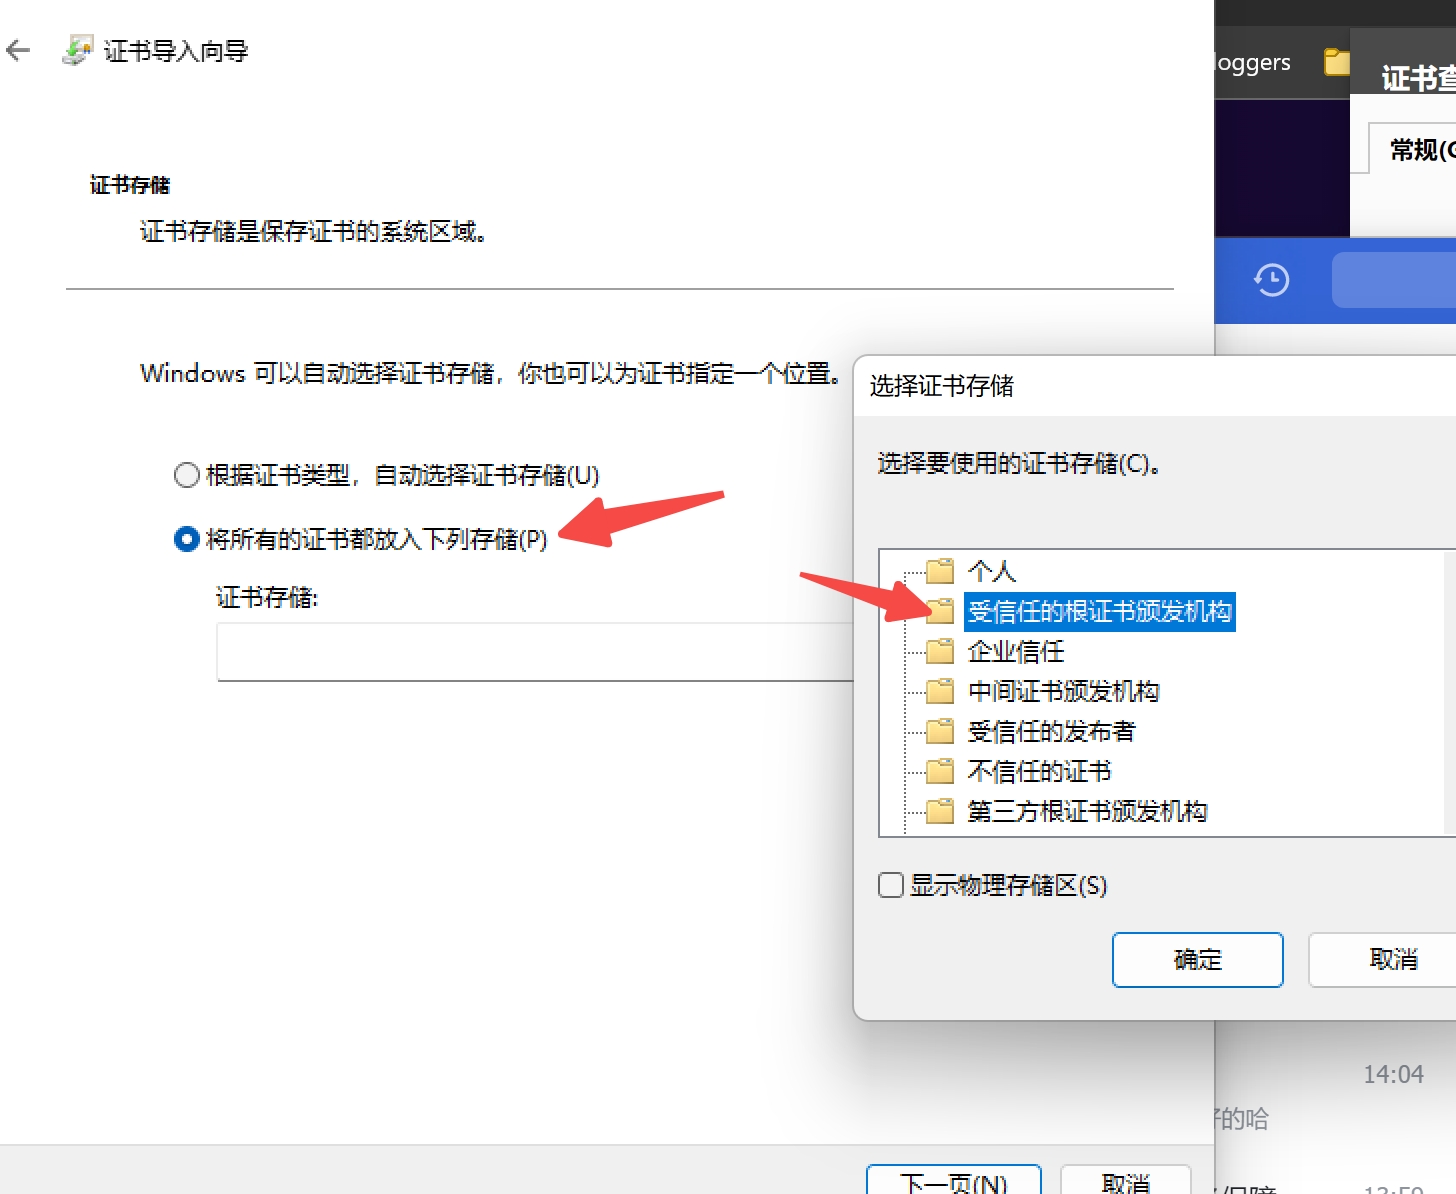 证书导入向导
loggers
证书查
常规(G
证书存储
证书存储是保存证书的系统区域。
Windows 可以自动选择证书存储，你也可以为证书指定一个位置。
根据证书类型，自动选择证书存储(U)
将所有的证书都放入下列存储(P)
证书存储:
选择证书存储
选择要使用的证书存储(C)。
个人
受信任的根证书颁发机构
企业信任
中间证书颁发机构
受信任的发布者
不信任的证书
第三方根证书颁发机构
显示物理存储区(S)
确定
取消
14:04
的哈
下一页(N)
取消